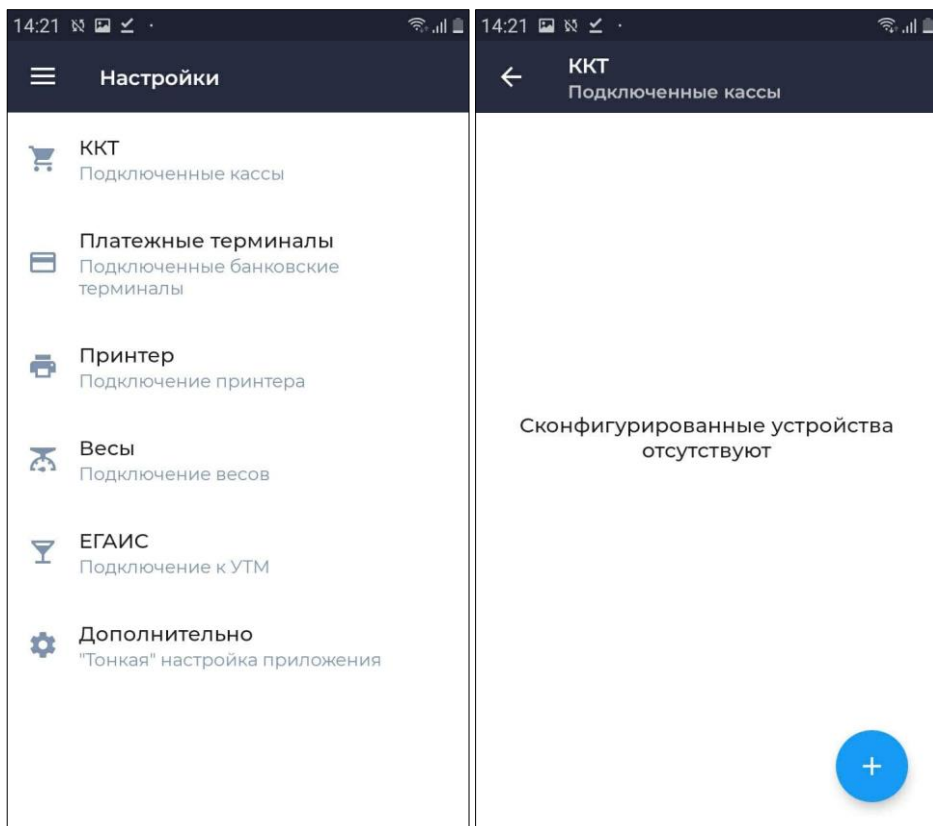 14:21
Настройки
ККТ
Подключенные кассы
Платежные терминалы
Подключенные банковские
терминалы
Принтер
Подключение принтера
Весы
Подключение весов
ЕГАИС
Подключение к УТМ
Дополнительно
"Тонкая" настройка приложения
14:21
ККТ
Подключенные кассы
Сконфигурированные устройства
отсутствуют
+